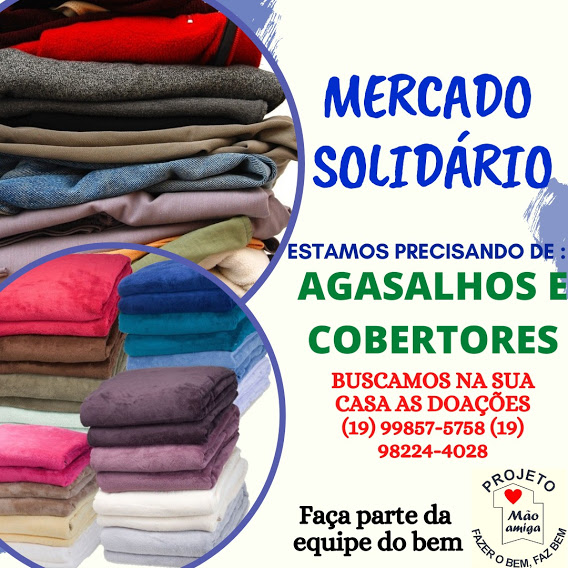 MERCADO
SOLIDÁRIO
ESTAMOS PRECISANDO DE :
AGASALHOS E
COBERTORES
BUSCAMOS NA SUA
CASA AS DOAÇÕES
(19) 99857-5758 (19)
98224-4028
Faça parte da
equipe do bem
PROJETO
Mão
amiga
FAZER O BEM, FAZ BEM